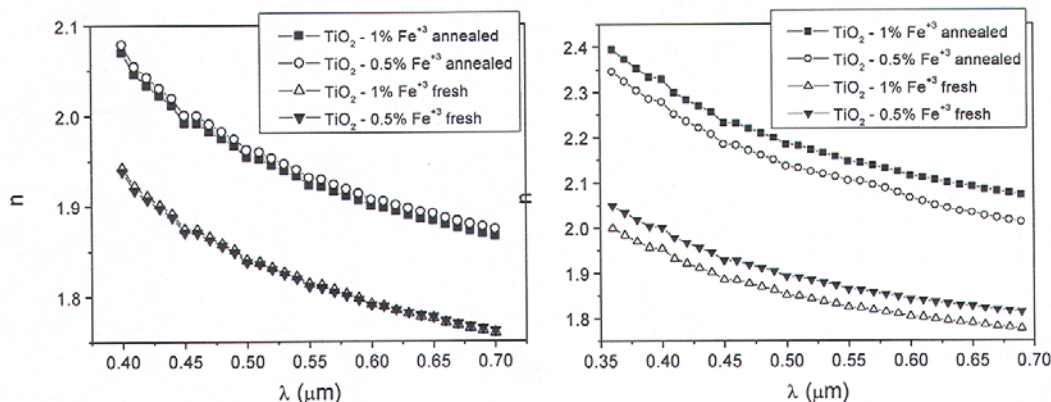 TiO₂ - 1% Fe⁺³ annealed
TiO₂ - 0.5% Fe⁺³ annealed
TiO₂ - 1% Fe⁺³ fresh
TiO₂ - 0.5% Fe⁺³ fresh
2.1
2.0
1.9
1.8
n
0.40 0.45 0.50 0.55 0.60 0.65 0.70
λ (μm)
TiO₂ - 1% Fe⁺³ annealed
TiO₂ - 0.5% Fe⁺³ annealed
TiO₂ - 1% Fe⁺³ fresh
TiO₂ - 0.5% Fe⁺³ fresh
2.4
2.3
2.2
2.1
2.0
1.9
1.8
n
0.35 0.40 0.45 0.50 0.55 0.60 0.65 0.70
λ (μm)